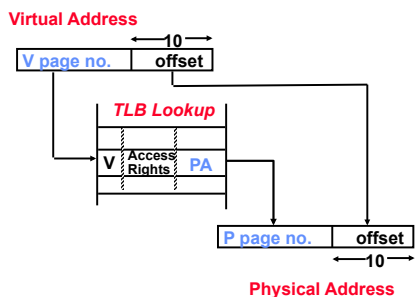 Virtual Address
10
V page no. offset
TLB Lookup
V Access Rights PA
P page no. offset
10
Physical Address